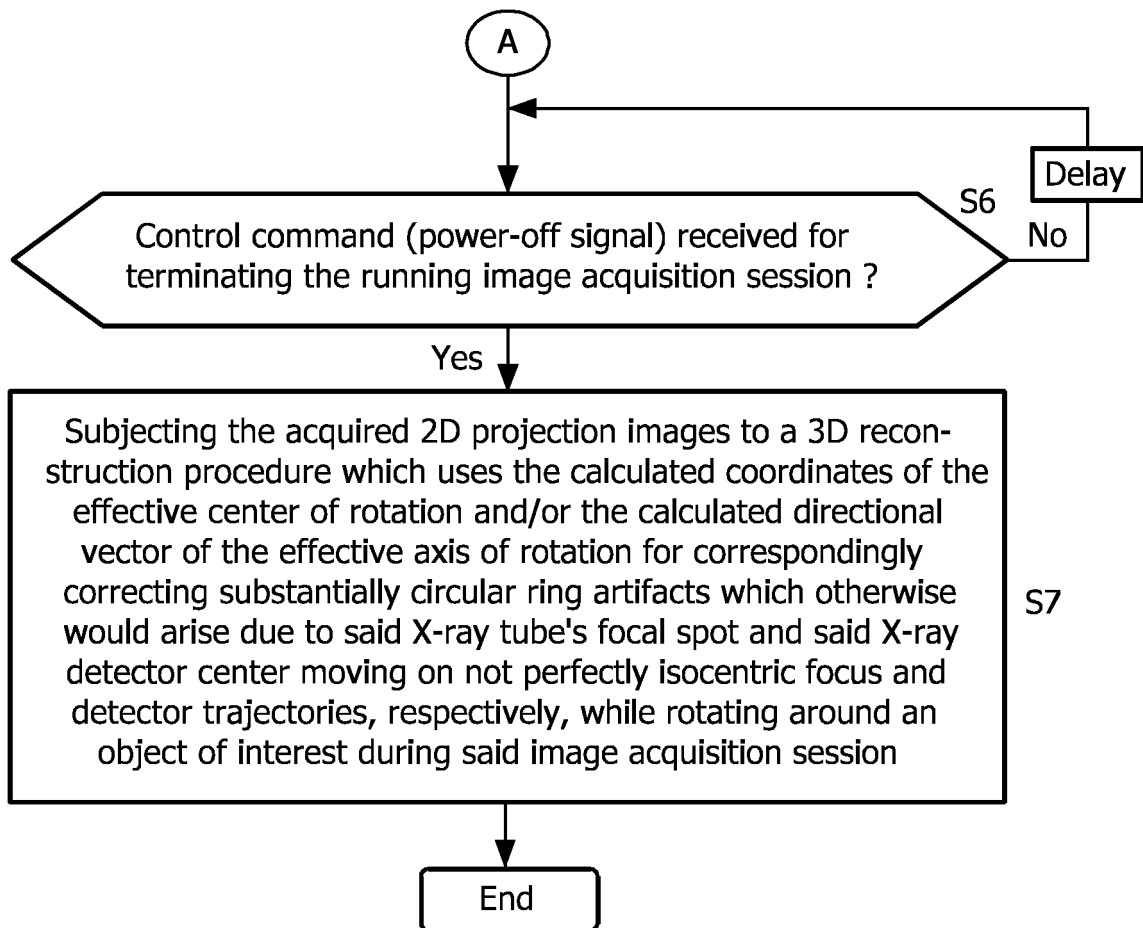 A
Delay
S6
No
Control command (power-off signal) received for
terminating the running image acquisition session ?
Yes
Subjecting the acquired 2D projection images to a 3D recon-
struction procedure which uses the calculated coordinates of the
effective center of rotation and/or the calculated directional
vector of the effective axis of rotation for correspondingly
correcting substantially circular ring artifacts which otherwise
would arise due to said X-ray tube's focal spot and said X-ray
detector center moving on not perfectly isocentric focus and
detector trajectories, respectively, while rotating around an
object of interest during said image acquisition session
S7
End